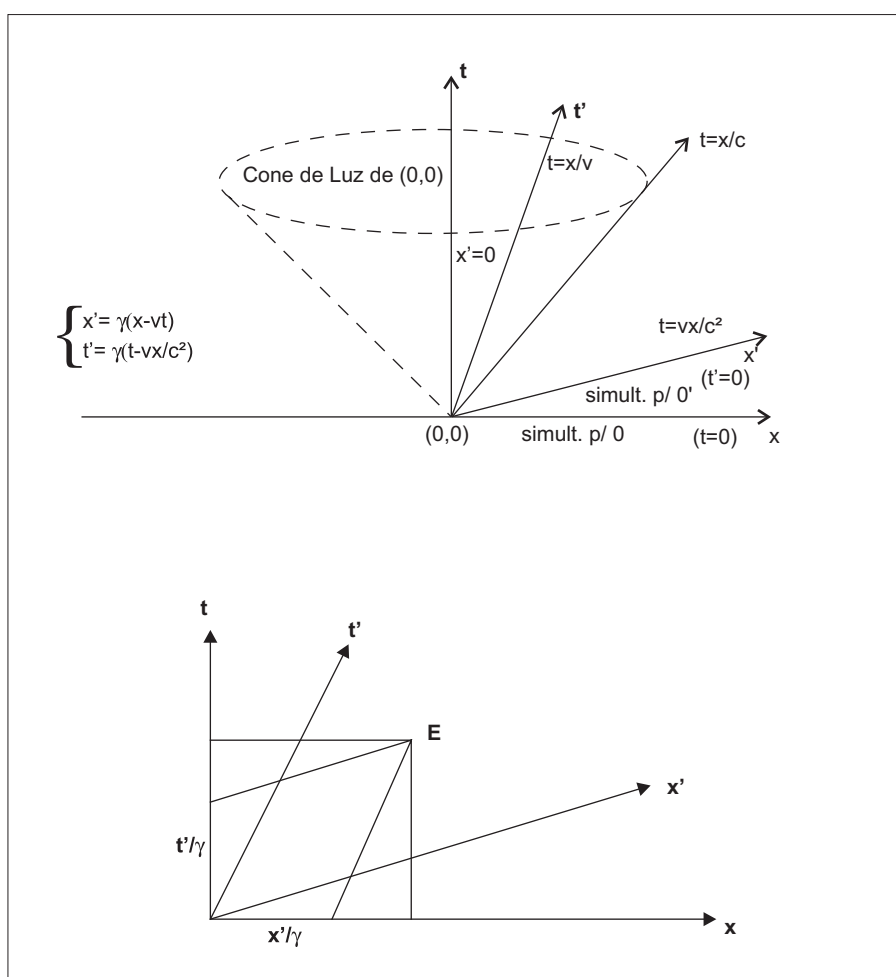 t
t’
t=x/c
t=x/v
Cone de Luz de (0,0)
x’=0
x’= γ(x-vt)
t’= γ(t-vx/c²)
t=vx/c²
x'
(t’=0)
simult. p/ 0'
(0,0)
simult. p/ 0
(t=0)
x
t
t’
E
x’
t’/γ
x’/γ
x